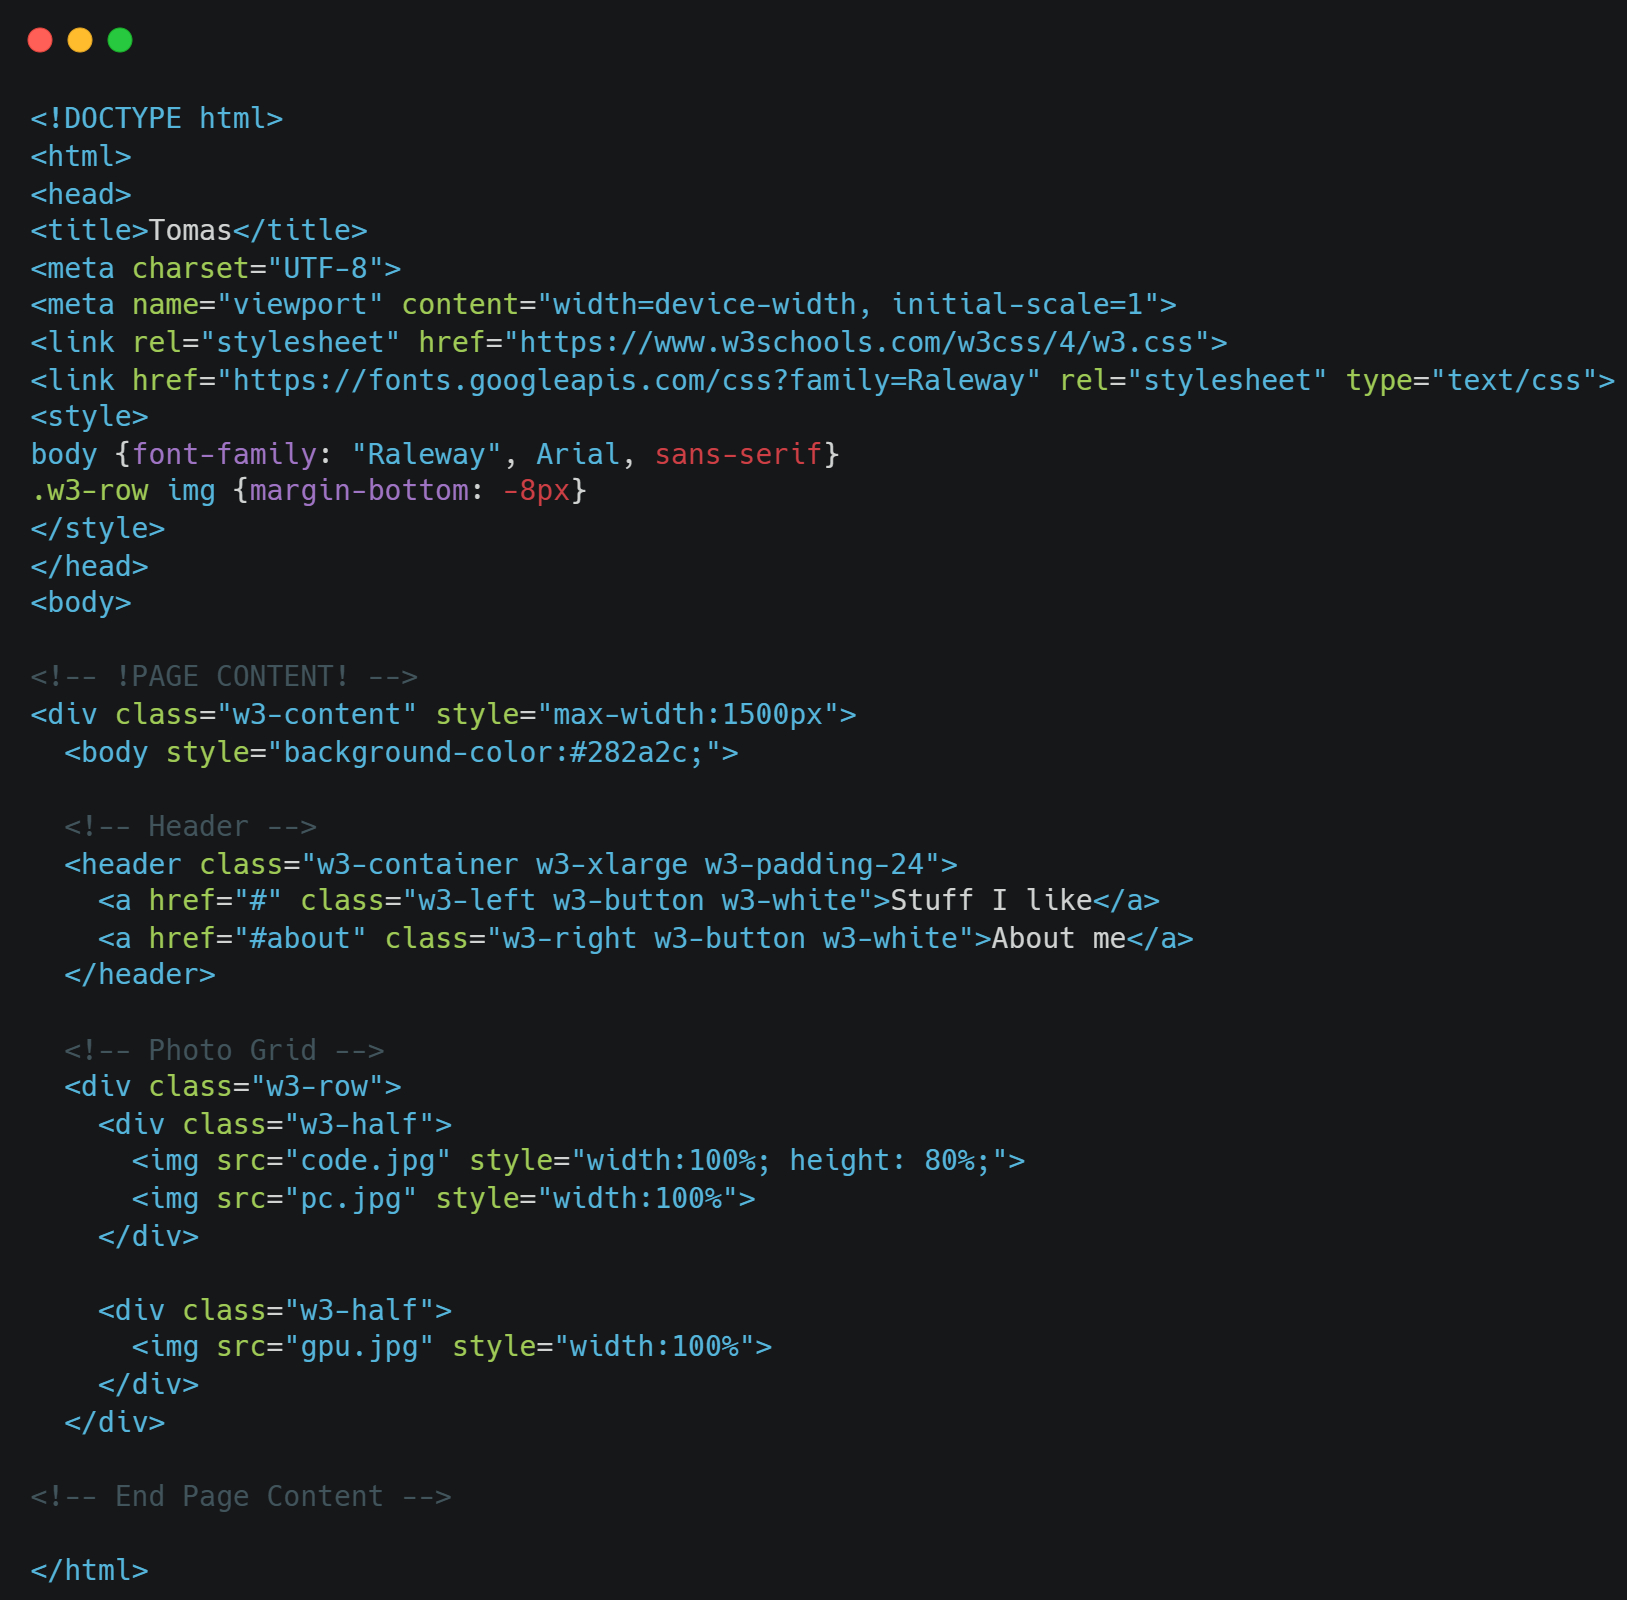 <!DOCTYPE html>
<html>
<head>
<title>Tomas</title>
<meta charset="UTF-8">
<meta name="viewport" content="width=device-width, initial-scale=1">
<link rel="stylesheet" href="https://www.w3schools.com/w3css/4/w3.css">
<link href="https://fonts.googleapis.com/css?family=Raleway" rel="stylesheet" type="text/css">
<style>
body {font-family: "Raleway", Arial, sans-serif}
.w3-row img {margin-bottom: -8px}
</style>
</head>
<body>

<!-- !PAGE CONTENT! -->
<div class="w3-content" style="max-width:1500px">
  <body style="background-color:#282a2c;">

  <!-- Header -->
  <header class="w3-container w3-xlarge w3-padding-24">
    <a href="#" class="w3-left w3-button w3-white">Stuff I like</a>
    <a href="#about" class="w3-right w3-button w3-white">About me</a>
  </header>

  <!-- Photo Grid -->
  <div class="w3-row">
    <div class="w3-half">
      <img src="code.jpg" style="width:100%; height: 80%;">
      <img src="pc.jpg" style="width:100%">
    </div>

    <div class="w3-half">
      <img src="gpu.jpg" style="width:100%">
    </div>
  </div>

<!-- End Page Content -->

</html>